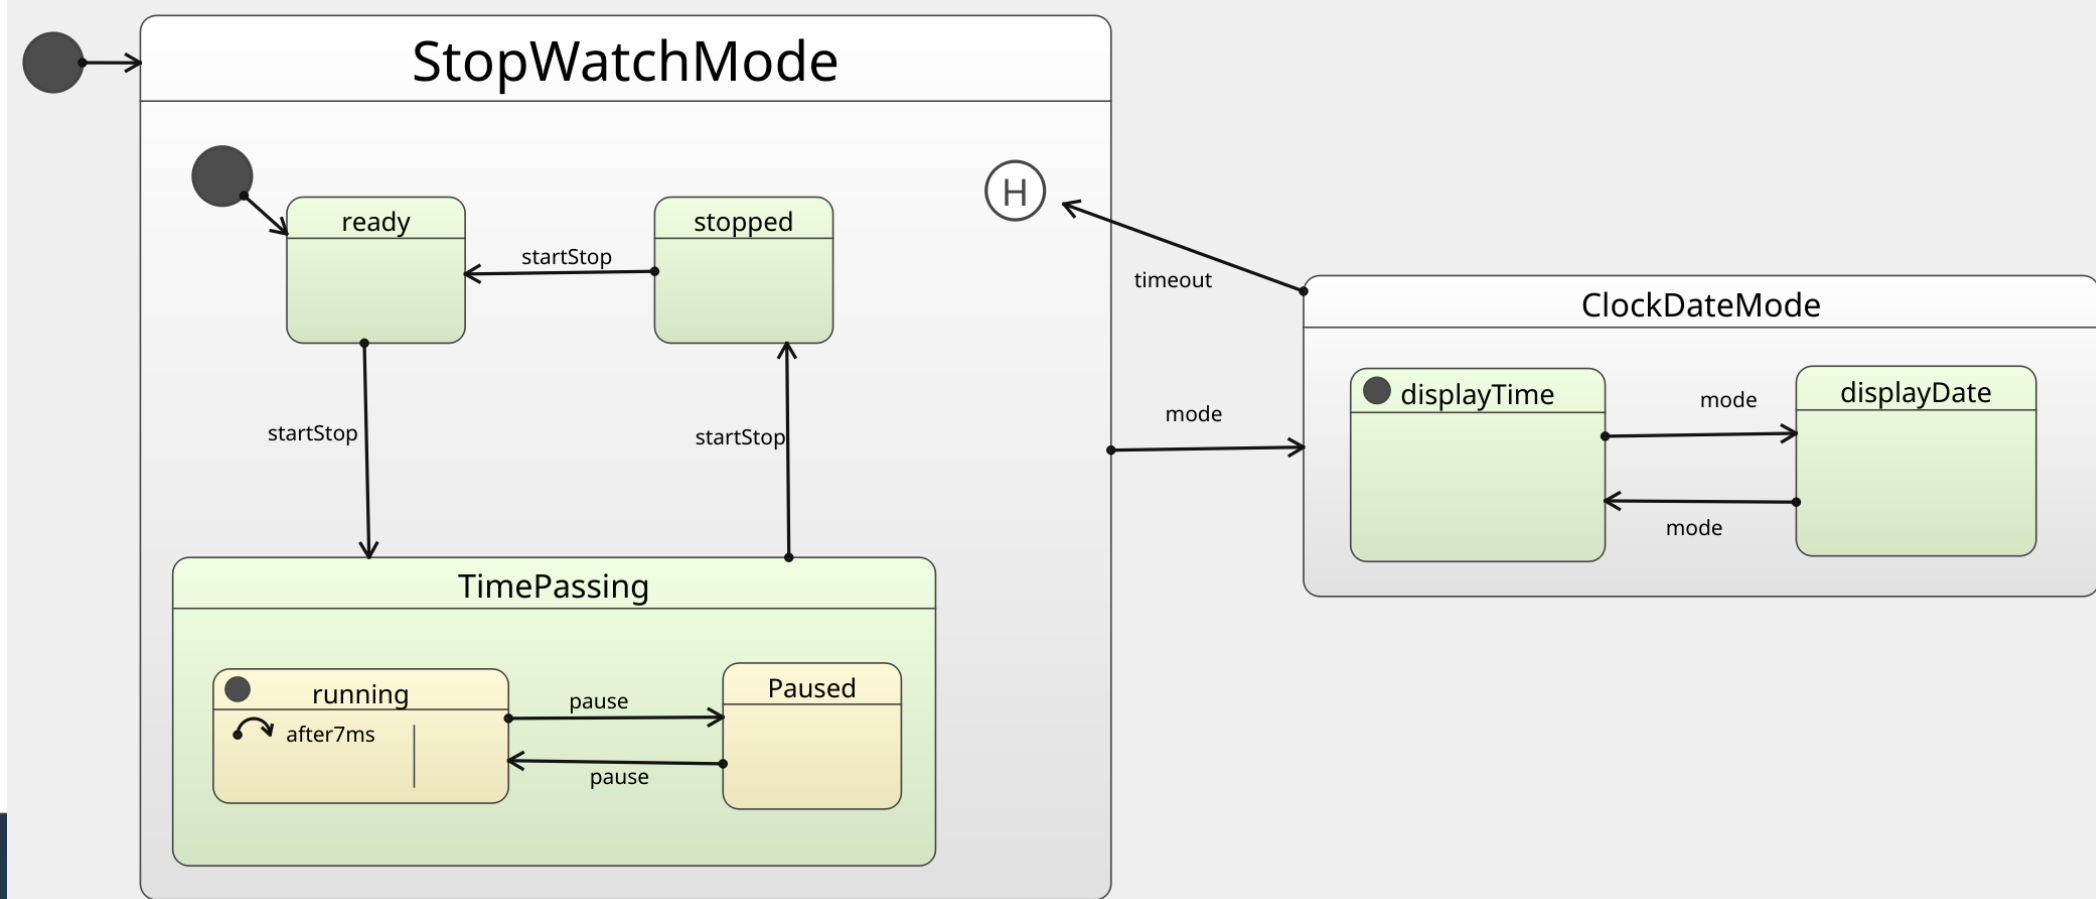 StopWatchMode
ready
stopped
H
startStop
timeout
startStop
startStop
mode
TimePassing
running
after7ms
pause
Paused
pause
ClockDateMode
displayTime
mode
displayDate
mode